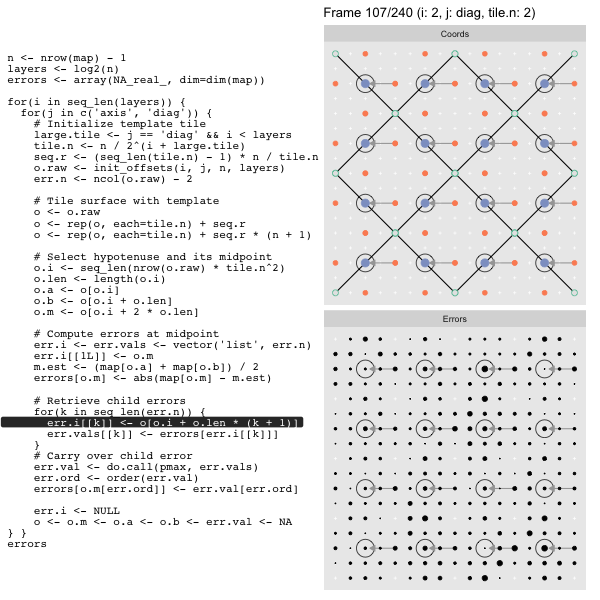 Frame 107/240 (i: 2, j: diag, tile.n: 2)
n <- nrow(map) - 1
layers <- log2(n)
errors <- array(NA_real_, dim=dim(map))
for(i in seq_len(layers)) {
for(j in c('axis', 'diag')) {
# Initialize template tile
large.tile <- j == 'diag' && i < layers
tile.n <- n / 2^(i + large.tile)
seq.r <- (seq_len(tile.n) - 1) * n / tile.n
o.raw <- init_offsets(i, j, n, layers)
err.n <- ncol(o.raw) - 2
# Tile surface with template
o <- o.raw
o <- rep(o, each=tile.n) + seq.r
o <- rep(o, each=tile.n) + seq.r * (n + 1)
# Select hypotenuse and its midpoint
o.i <- seq_len(nrow(o.raw) * tile.n^2)
o.len <- length(o.i)
o.a <- o[o.i]
o.b <- o[o.i + o.len]
o.m <- o[o.i + 2 * o.len]
# Compute errors at midpoint
err.i <- err.vals <- vector('list', err.n)
err.i[[1L]] <- o.m
m.est <- (map[o.a] + map[o.b]) / 2
errors[o.m] <- abs(map[o.m] - m.est)
# Retrieve child errors
for(k in seq_len(err.n)) {
err.i[[k]] <- o[o.i + o.len * (k + 1)]
err.vals[[k]] <- errors[err.i[[k]]]
}
# Carry over child error
err.val <- do.call(pmax, err.vals)
err.ord <- order(err.val)
errors[o.m[err.ord]] <- err.val[err.ord]
err.i <- NULL
o <- o.m <- o.a <- o.b <- err.val <- NA
} }
errors
Coords
Errors